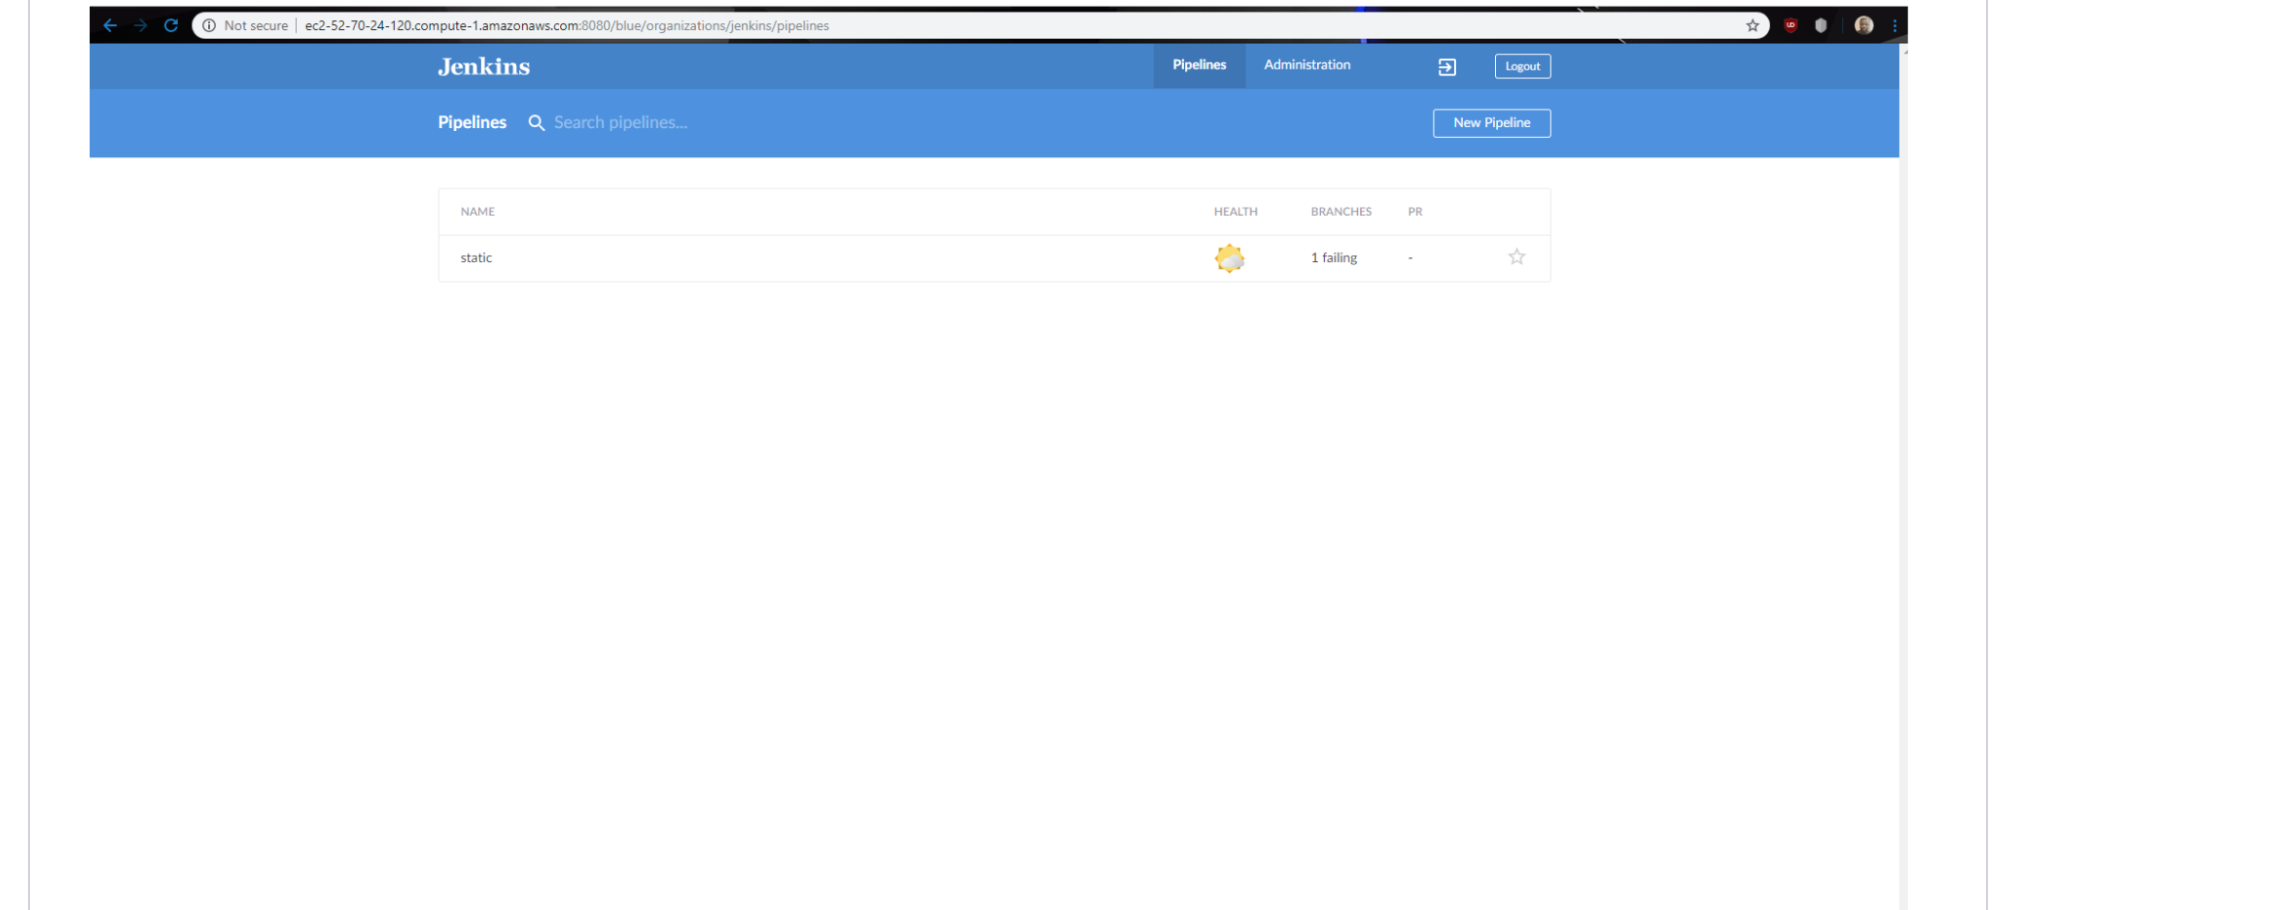 Not secure | ec2-52-70-24-120.compute-1.amazonaws.com:8080/blue/organizations/jenkins/pipelines
Jenkins Pipelines Administration Logout
Pipelines Search pipelines... New Pipeline
NAME HEALTH BRANCHES PR
static 1 failing -